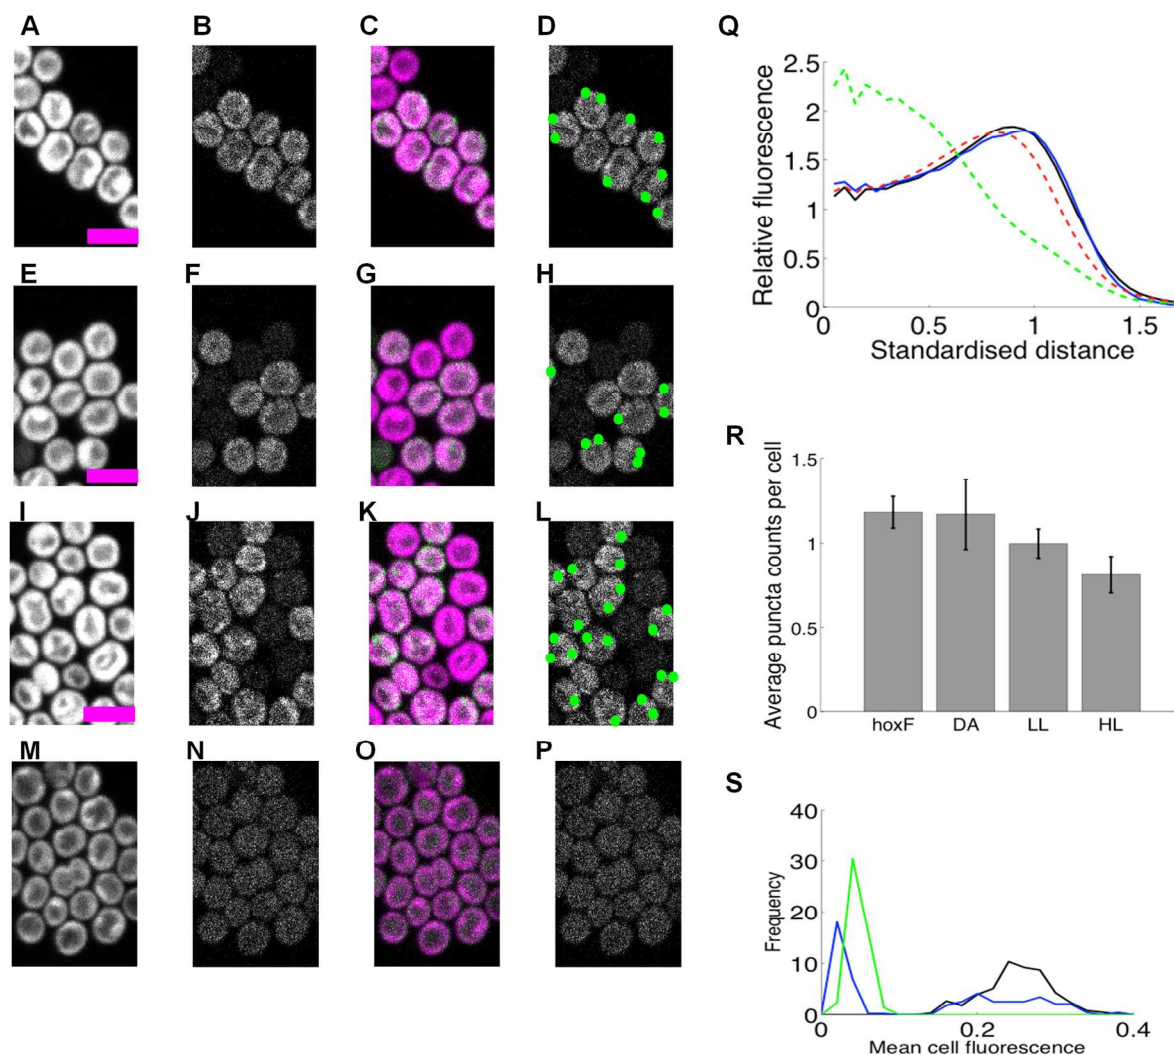 A B C D
E F G H
I J K L
M N O P
Q
2.5
2
1.5
1
0.5
0
Relative fluorescence
0 0.5 1 1.5
Standardised distance
R
1.5
1
0.5
0
Average puncta counts per cell
hoxF DA LL HL
S
40
30
20
10
0
Frequency
0 0.2 0.4
Mean cell fluorescence